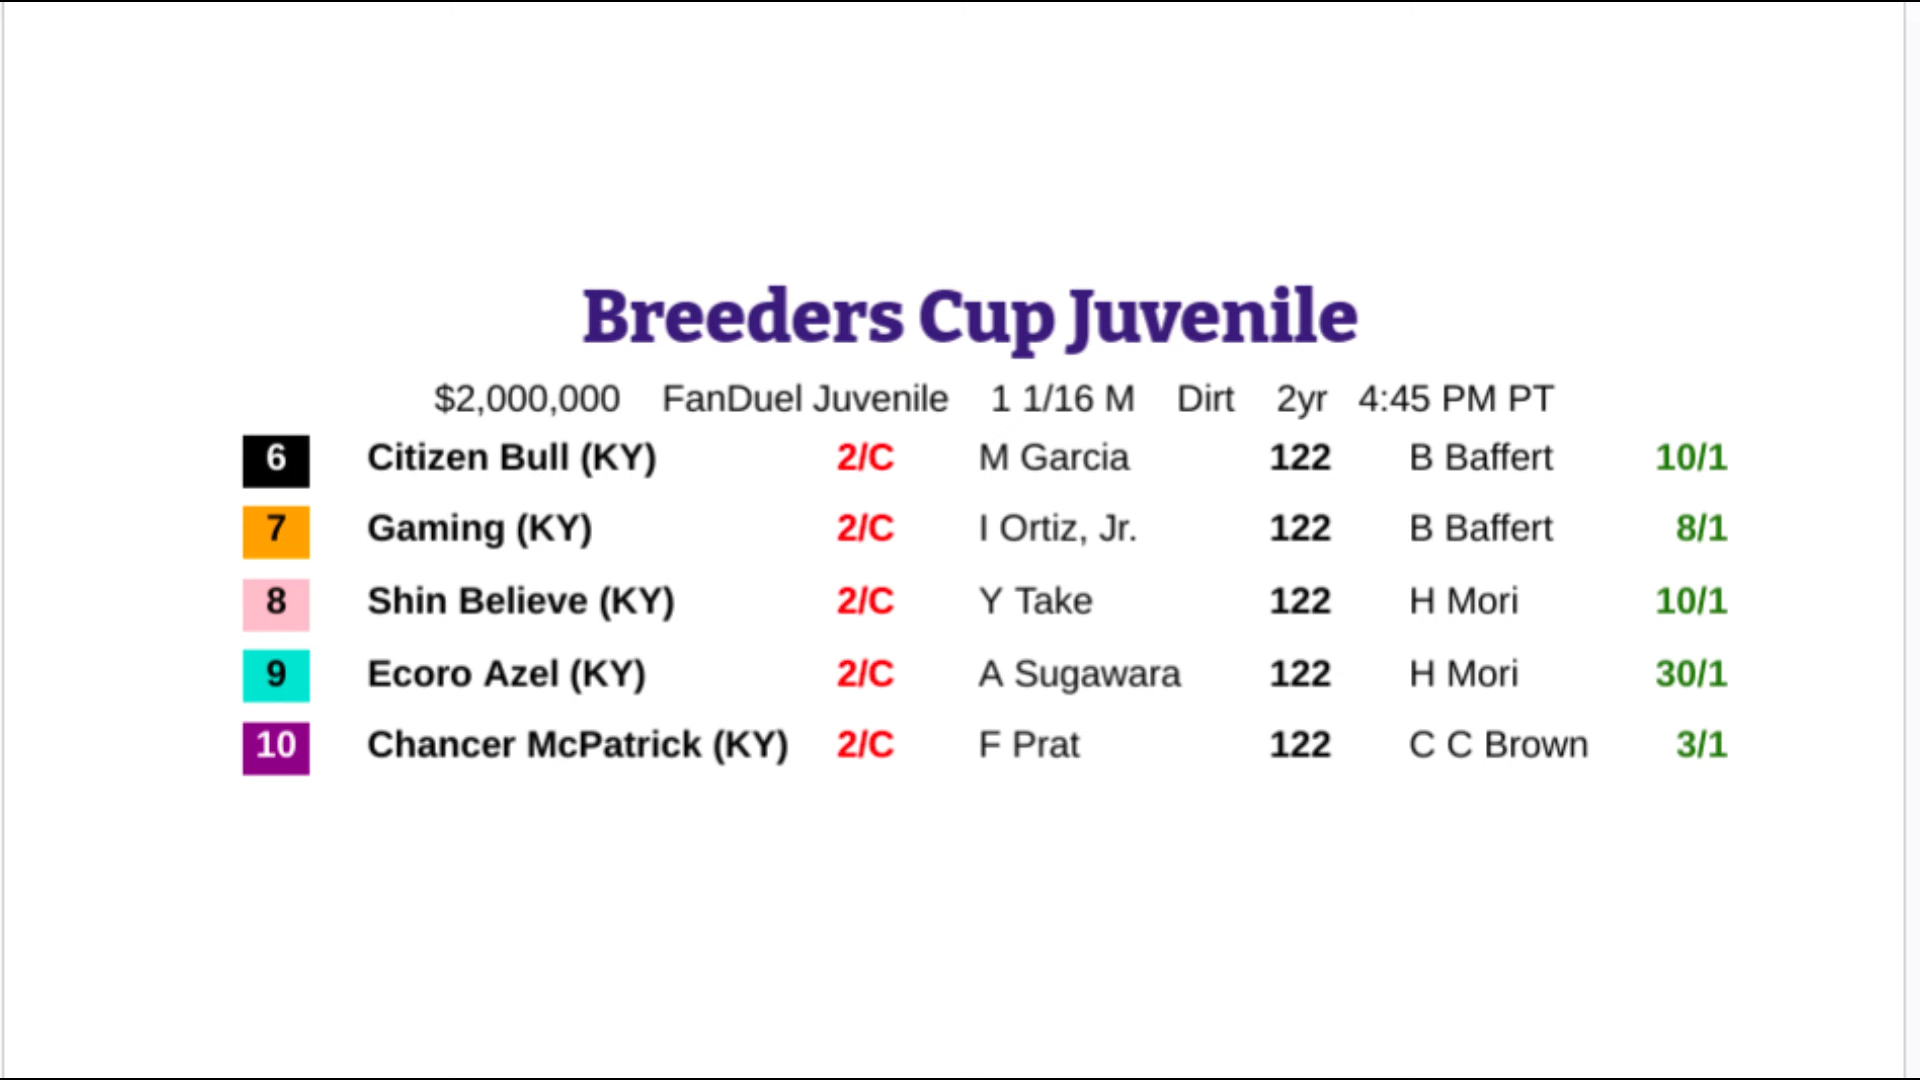 Breeders Cup Juvenile
$2,000,000 FanDuel Juvenile 1 1/16 M Dirt 2yr 4:45 PM PT
6 Citizen Bull (KY) 2/C M Garcia 122 B Baffert 10/1
7 Gaming (KY) 2/C I Ortiz, Jr. 122 B Baffert 8/1
8 Shin Believe (KY) 2/C Y Take 122 H Mori 10/1
9 Ecoro Azel (KY) 2/C A Sugawara 122 H Mori 30/1
10 Chancer McPatrick (KY) 2/C F Prat 122 C C Brown 3/1